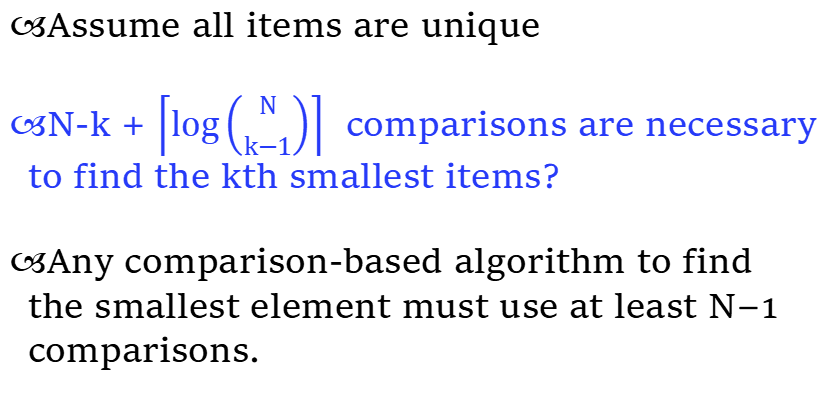 Assume all items are unique
N-k + ⌈log(N k−1)⌉ comparisons are necessary
to find the kth smallest items?
Any comparison-based algorithm to find
the smallest element must use at least N−1
comparisons.